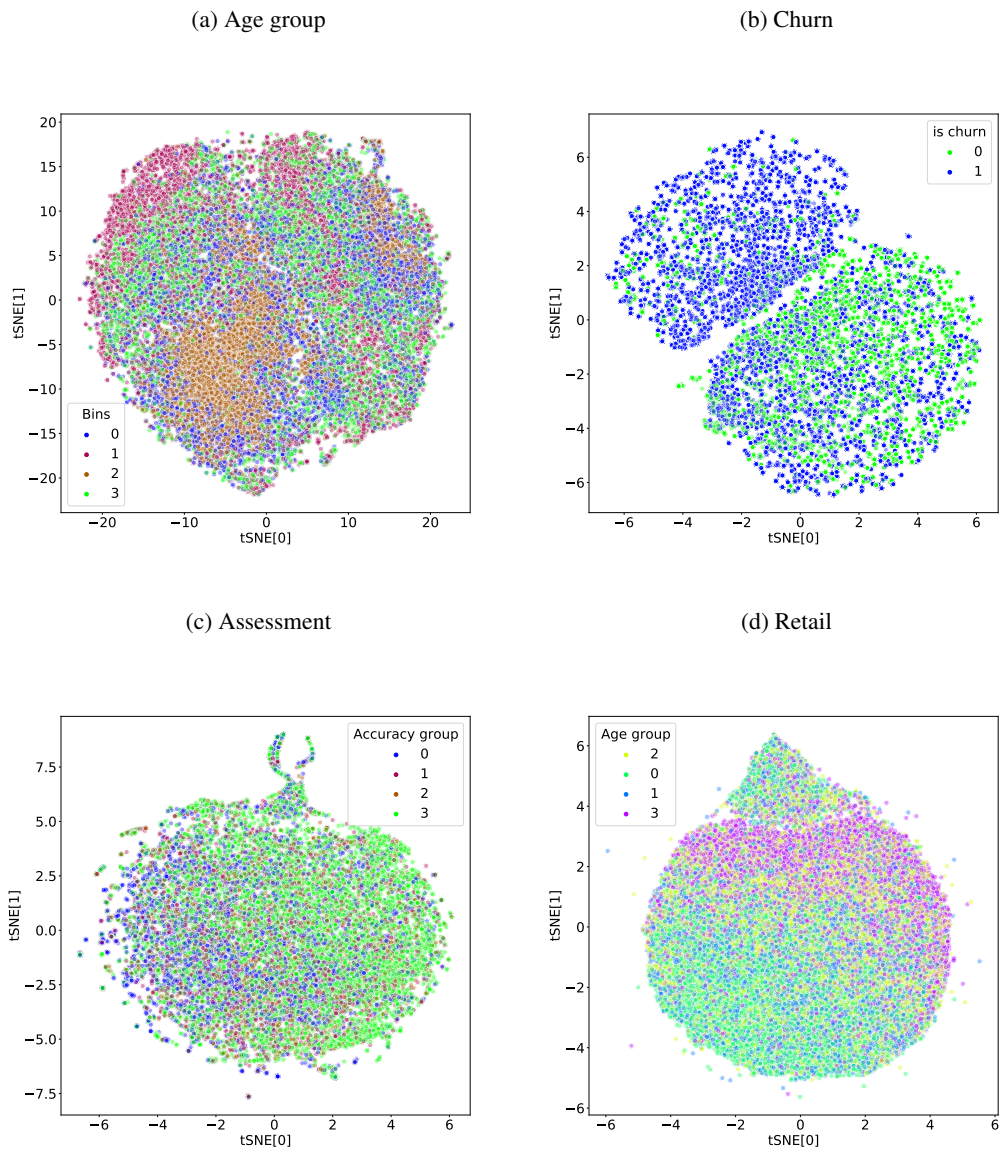 (a) Age group
(b) Churn
20
15
10
5
0
−5
−10
−15
−20
tSNE[1]
Bins
0
1
2
3
−20 −10 0 10 20
tSNE[0]
6
4
2
0
−2
−4
−6
tSNE[1]
is churn
0
1
−6 −4 −2 0 2 4 6
tSNE[0]
(c) Assessment
(d) Retail
7.5
5.0
2.5
0.0
−2.5
−5.0
−7.5
tSNE[1]
Accuracy group
0
1
2
3
−6 −4 −2 0 2 4 6
tSNE[0]
6
4
2
0
−2
−4
−6
tSNE[1]
Age group
2
0
1
3
−6 −4 −2 0 2 4 6
tSNE[0]